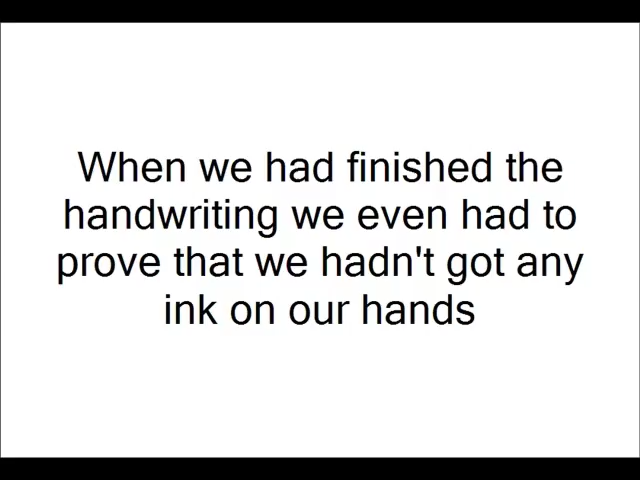 When we had finished the
handwriting we even had to
prove that we hadn't got any
ink on our hands